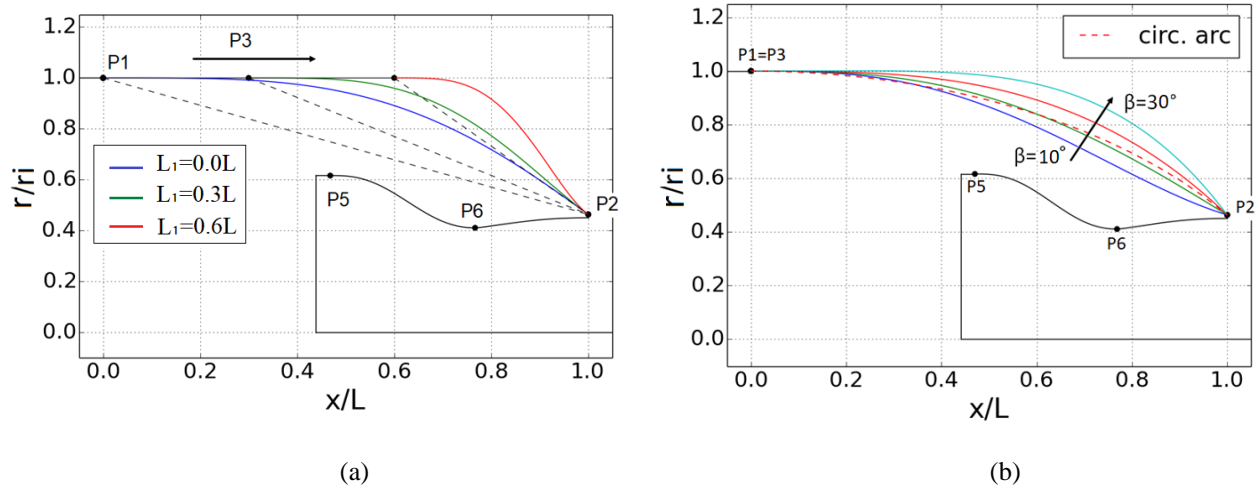 1.2
P3
P1
1.0
0.8
r/ri
0.6
0.4
0.2
0.0
L₁=0.0L
L₁=0.3L
L₁=0.6L
P5
P6
P2
0.0 0.2 0.4 0.6 0.8 1.0
x/L
(a)
1.2
circ. arc
P1=P3
1.0
0.8
r/ri
0.6
0.4
0.2
0.0
β=30°
β=10°
P5
P6
P2
0.0 0.2 0.4 0.6 0.8 1.0
x/L
(b)